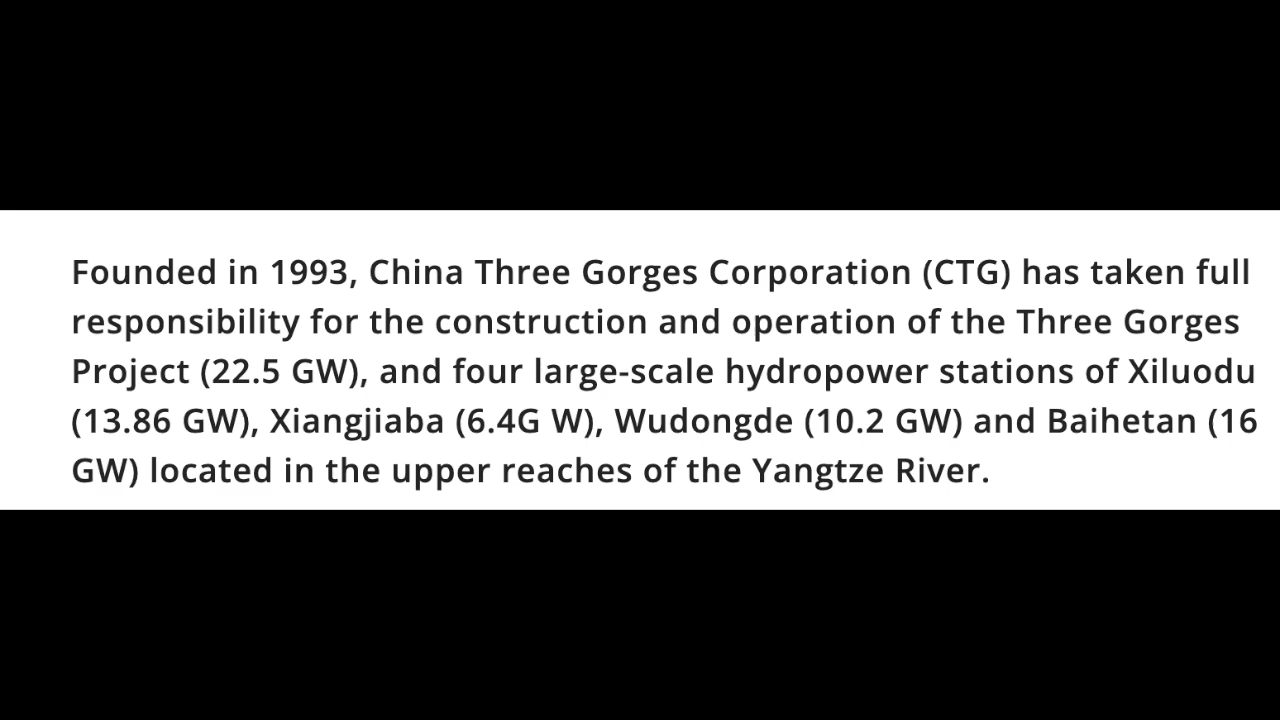 Founded in 1993, China Three Gorges Corporation (CTG) has taken full
responsibility for the construction and operation of the Three Gorges
Project (22.5 GW), and four large-scale hydropower stations of Xiluodu
(13.86 GW), Xiangjiaba (6.4G W), Wudongde (10.2 GW) and Baihetan (16
GW) located in the upper reaches of the Yangtze River.